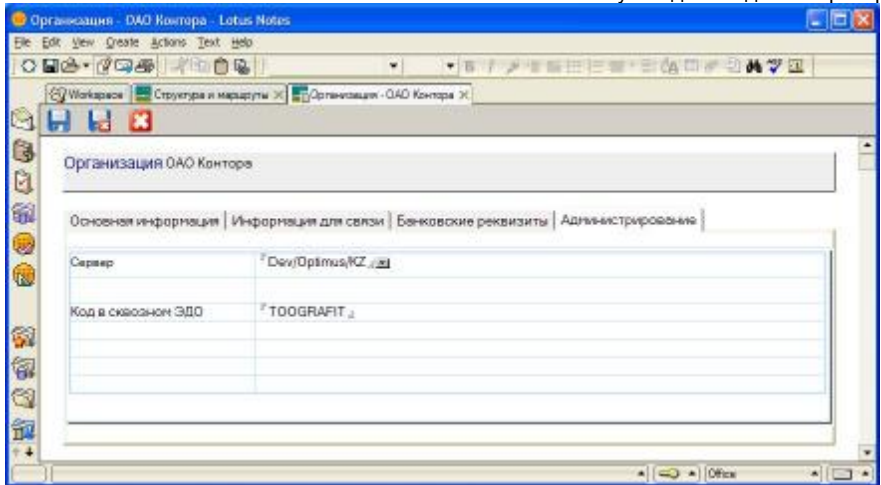 Организация - ОАО Контора - Lotus Notes
File Edit View Create Actions Text Help
Workspace Структура и маршруты Организация - ОАО Контора
Организация ОАО Контора
Основная информация Информация для связи Банковские реквизиты Администрирование
Сервер Dev/Optimus/KZ
Код в сквозном ЭДО TOOGRAFIT
Office